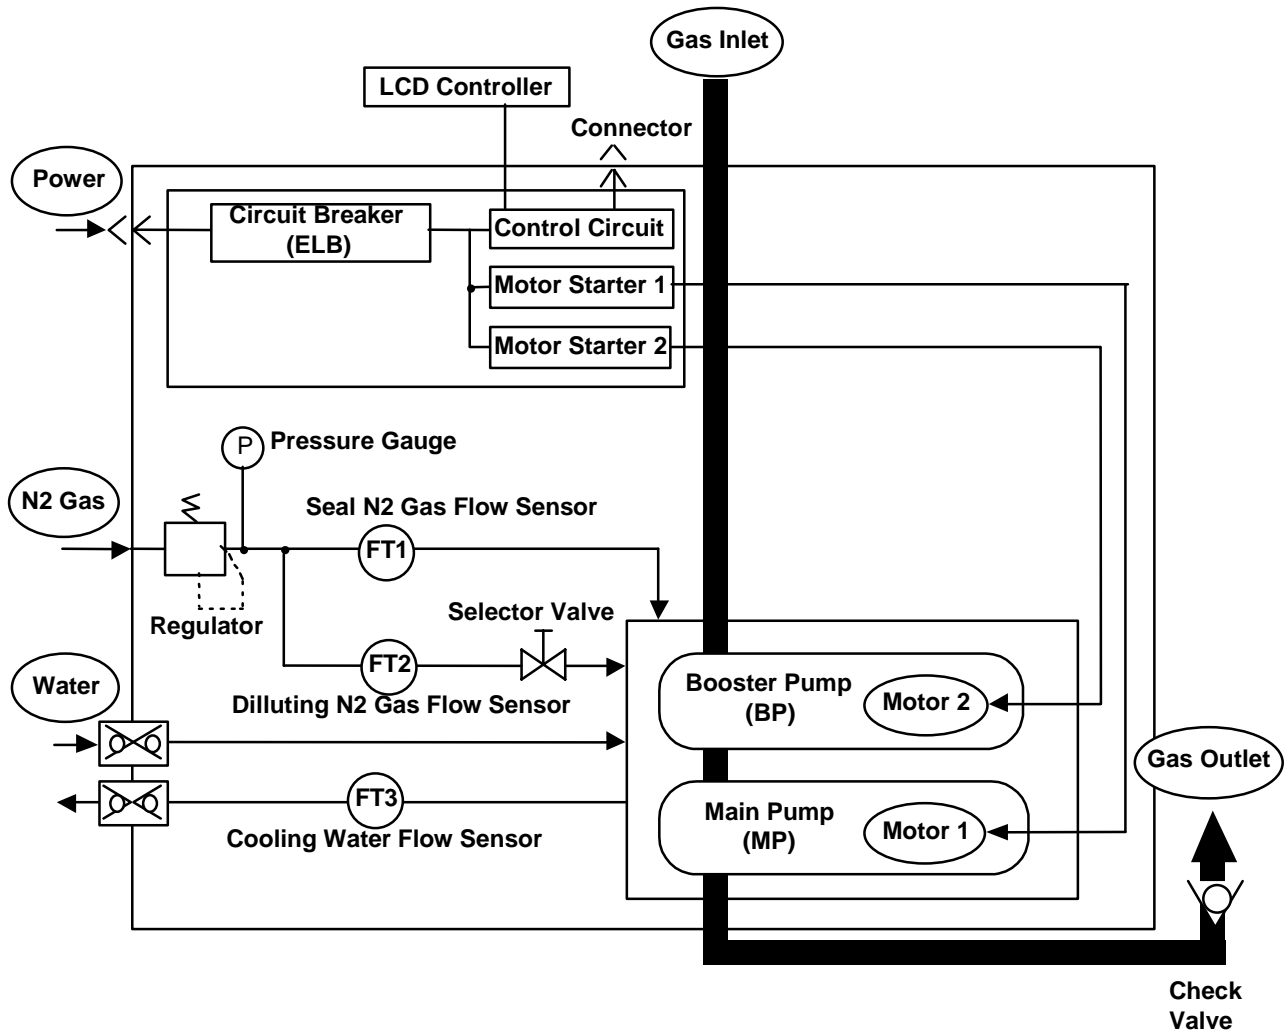 Gas Inlet
LCD Controller
Connector
Power
Circuit Breaker
(ELB)
Control Circuit
Motor Starter 1
Motor Starter 2
P
Pressure Gauge
N2 Gas
Seal N2 Gas Flow Sensor
FT1
Regulator
Selector Valve
FT2
Water
Dilluting N2 Gas Flow Sensor
Booster Pump
(BP)
Motor 2
Gas Outlet
FT3
Cooling Water Flow Sensor
Main Pump
(MP)
Motor 1
Check
Valve